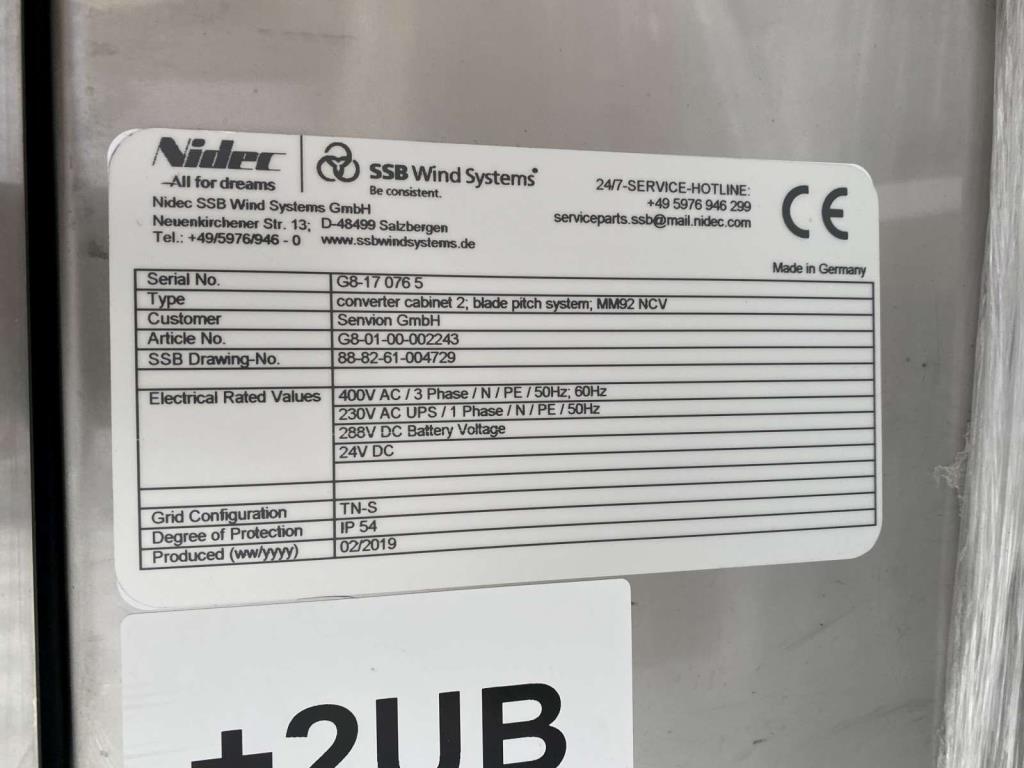 Nidec
-All for dreams
SSB Wind Systems
Be consistent.
Nidec SSB Wind Systems GmbH
Neuenkirchener Str. 13; D-48499 Salzbergen
Tel.: +49/5976/946 - 0 www.ssbwindsystems.de
24/7-SERVICE-HOTLINE:
+49 5976 946 299
serviceparts.ssb@mail.nidec.com
CE
Made in Germany
Serial No. G8-17 076 5
Type converter cabinet 2; blade pitch system; MM92 NCV
Customer Senvion GmbH
Article No. G8-01-00-002243
SSB Drawing-No. 88-82-61-004729
Electrical Rated Values 400V AC / 3 Phase / N / PE / 50Hz; 60Hz
230V AC UPS / 1 Phase / N / PE / 50Hz
288V DC Battery Voltage
24V DC
Grid Configuration TN-S
Degree of Protection IP 54
Produced (ww/yyyy) 02/2019
+2UB